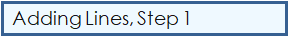 Adding Lines, Step 1